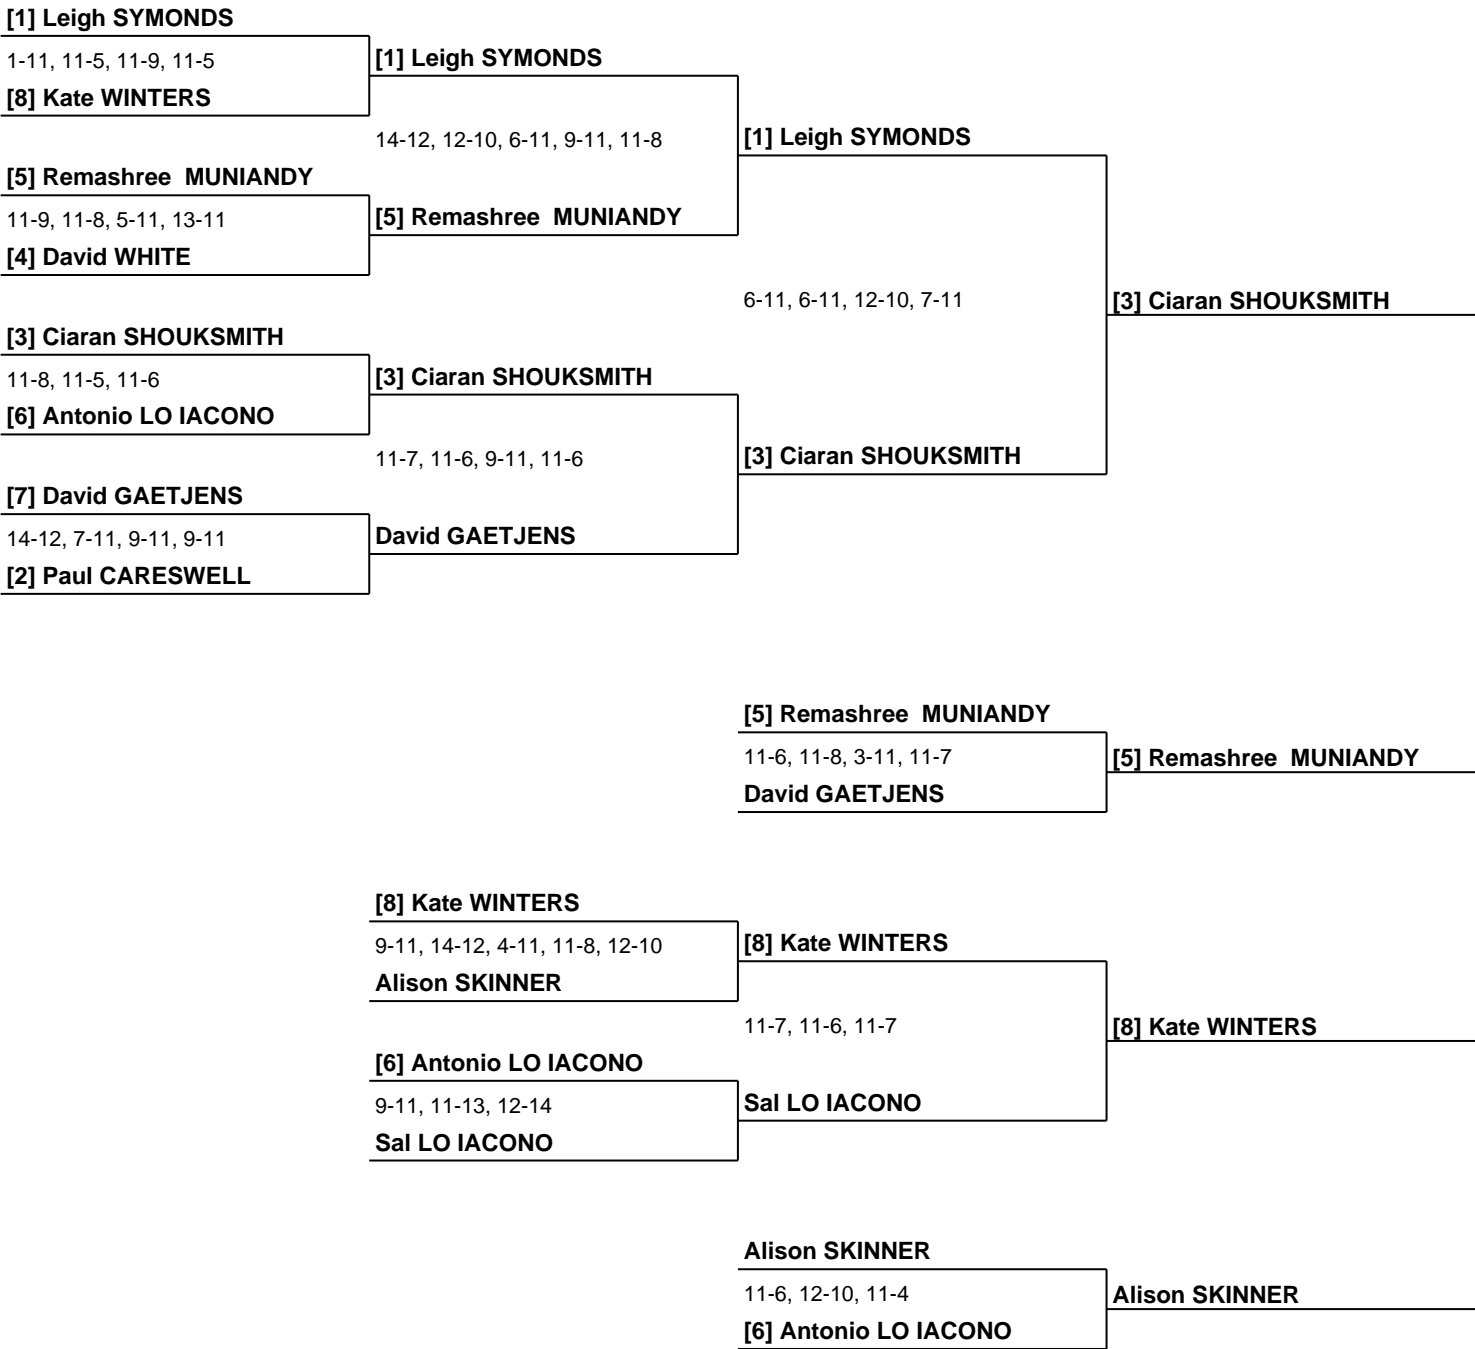 [1] Leigh SYMONDS
1-11, 11-5, 11-9, 11-5
[8] Kate WINTERS
[1] Leigh SYMONDS
14-12, 12-10, 6-11, 9-11, 11-8
[1] Leigh SYMONDS
[5] Remashree  MUNIANDY
11-9, 11-8, 5-11, 13-11
[4] David WHITE
[5] Remashree  MUNIANDY
6-11, 6-11, 12-10, 7-11
[3] Ciaran SHOUKSMITH
[3] Ciaran SHOUKSMITH
11-8, 11-5, 11-6
[6] Antonio LO IACONO
[3] Ciaran SHOUKSMITH
11-7, 11-6, 9-11, 11-6
[3] Ciaran SHOUKSMITH
[7] David GAETJENS
14-12, 7-11, 9-11, 9-11
[2] Paul CARESWELL
David GAETJENS
[5] Remashree  MUNIANDY
11-6, 11-8, 3-11, 11-7
David GAETJENS
[5] Remashree  MUNIANDY
[8] Kate WINTERS
9-11, 14-12, 4-11, 11-8, 12-10
Alison SKINNER
[8] Kate WINTERS
11-7, 11-6, 11-7
[8] Kate WINTERS
[6] Antonio LO IACONO
9-11, 11-13, 12-14
Sal LO IACONO
Sal LO IACONO
Alison SKINNER
11-6, 12-10, 11-4
[6] Antonio LO IACONO
Alison SKINNER